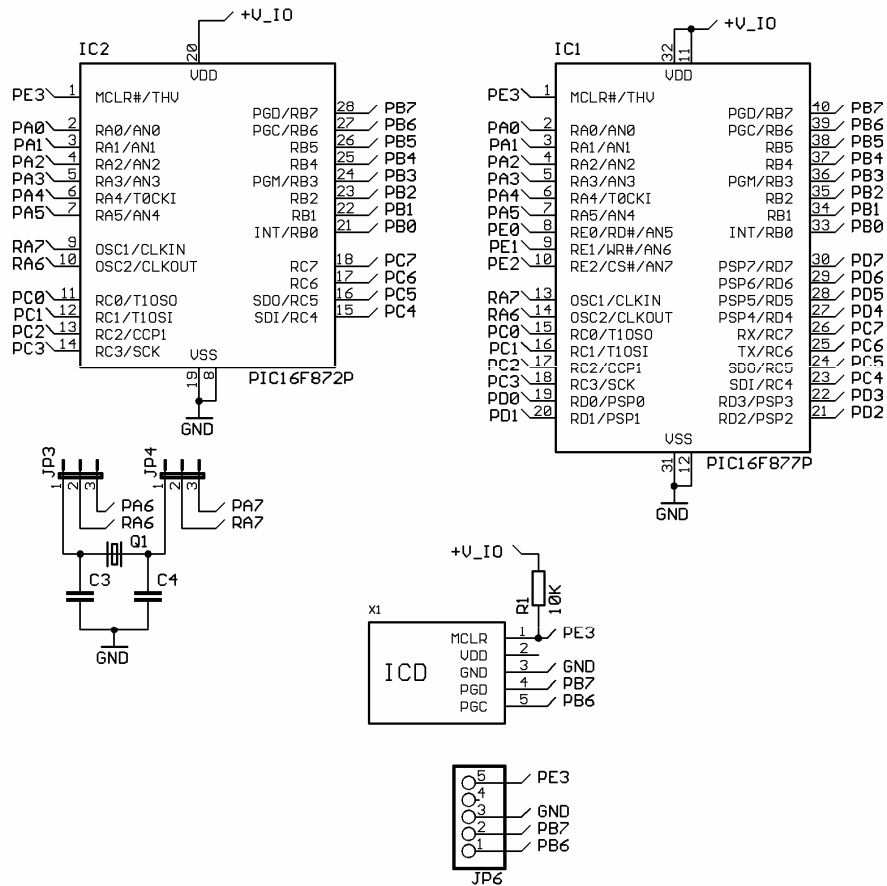 +V_IO
+V_IO
IC2
20
VDD
PE3 1 MCLR#/THV
PGD/RB7 28 PB7
PA0 2 RA0/AN0 PGC/RB6 27 PB6
PA1 3 RA1/AN1 RB5 26 PB5
PA2 4 RA2/AN2 RB4 25 PB4
PA3 5 RA3/AN3 PGM/RB3 24 PB3
PA4 6 RA4/T0CKI RB2 23 PB2
PA5 7 RA5/AN4 RB1 22 PB1
INT/RB0 21 PB0
RA7 9 OSC1/CLKIN
RA6 10 OSC2/CLKOUT RC7 18 PC7
RC6 17 PC6
PC0 11 RC0/T1OSO SDO/RC5 16 PC5
PC1 12 RC1/T1OSI SDI/RC4 15 PC4
PC2 13 RC2/CCP1
PC3 14 RC3/SCK
VSS
19 8
PIC16F872P
GND
IC1
32 11
VDD
PE3 1 MCLR#/THV
PGD/RB7 40 PB7
PA0 2 RA0/AN0 PGC/RB6 39 PB6
PA1 3 RA1/AN1 RB5 38 PB5
PA2 4 RA2/AN2 RB4 37 PB4
PA3 5 RA3/AN3 PGM/RB3 36 PB3
PA4 6 RA4/T0CKI RB2 35 PB2
PA5 7 RA5/AN4 RB1 34 PB1
PE0 8 RE0/RD#/AN5 INT/RB0 33 PB0
PE1 9 RE1/WR#/AN6
PE2 10 RE2/CS#/AN7 PSP7/RD7 30 PD7
PSP6/RD6 29 PD6
RA7 13 OSC1/CLKIN PSP5/RD5 28 PD5
RA6 14 OSC2/CLKOUT PSP4/RD4 27 PD4
PC0 15 RC0/T1OSO RX/RC7 26 PC7
PC1 16 RC1/T1OSI TX/RC6 25 PC6
PC2 17 RC2/CCP1 SDO/RC5 24 PC5
PC3 18 RC3/SCK SDI/RC4 23 PC4
PD0 19 RD0/PSP0 RD3/PSP3 22 PD3
PD1 20 RD1/PSP1 RD2/PSP2 21 PD2
VSS
31 12
PIC16F877P
GND
JP3
1 2 3
PA6
RA6
JP4
1 2 3
PA7
RA7
Q1
C3
C4
GND
+V_IO
R1
10K
X1
ICD
MCLR 1 PE3
VDD 2
GND 3 GND
PGD 4 PB7
PGC 5 PB6
5 PE3
4
3 GND
2 PB7
1 PB6
JP6